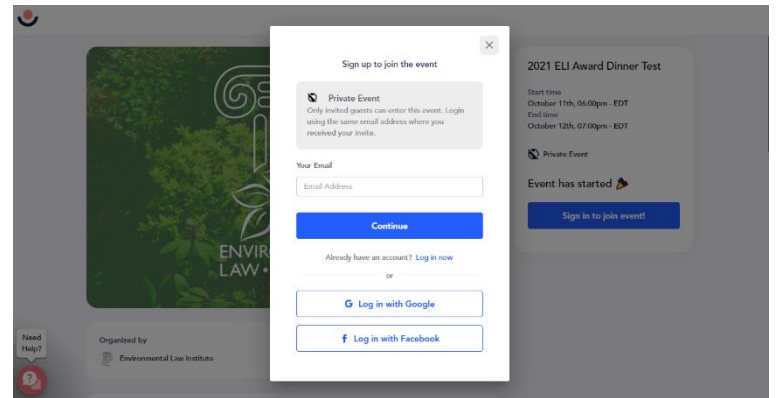 Sign up to join the event
Private Event
Only invited guests can enter this event. Login
using the same email address where you
received your invite.
Your Email
Email Address
Continue
Already have an account? Log in now
or
G Log in with Google
f Log in with Facebook
2021 ELI Award Dinner Test
Start time
October 11th, 06:00pm - EDT
End time
October 12th, 07:00pm - EDT
Private Event
Event has started
Sign in to join event!
ENVIR
LAW •
Organized by
Environmental Law Institute
Need
Help?
?